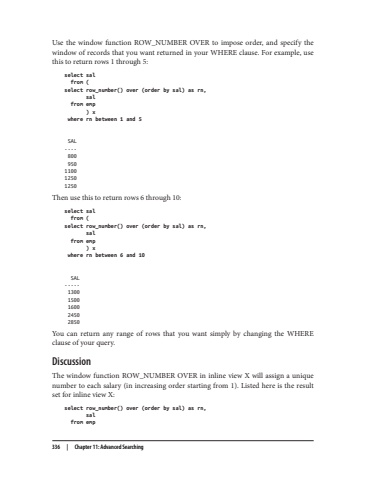 Use the window function ROW_NUMBER OVER to impose order, and specify the
window of records that you want returned in your WHERE clause. For example, use
this to return rows 1 through 5:
select sal
from (
select row_number() over (order by sal) as rn,
sal
from emp
) x
where rn between 1 and 5
SAL
----
800
950
1100
1250
1250
Then use this to return rows 6 through 10:
select sal
from (
select row_number() over (order by sal) as rn,
sal
from emp
) x
where rn between 6 and 10
SAL
-----
1300
1500
1600
2450
2850
You can return any range of rows that you want simply by changing the WHERE
clause of your query.
Discussion
The window function ROW_NUMBER OVER in inline view X will assign a unique
number to each salary (in increasing order starting from 1). Listed here is the result
set for inline view X:
select row_number() over (order by sal) as rn,
sal
from emp
336 | Chapter 11: Advanced Searching